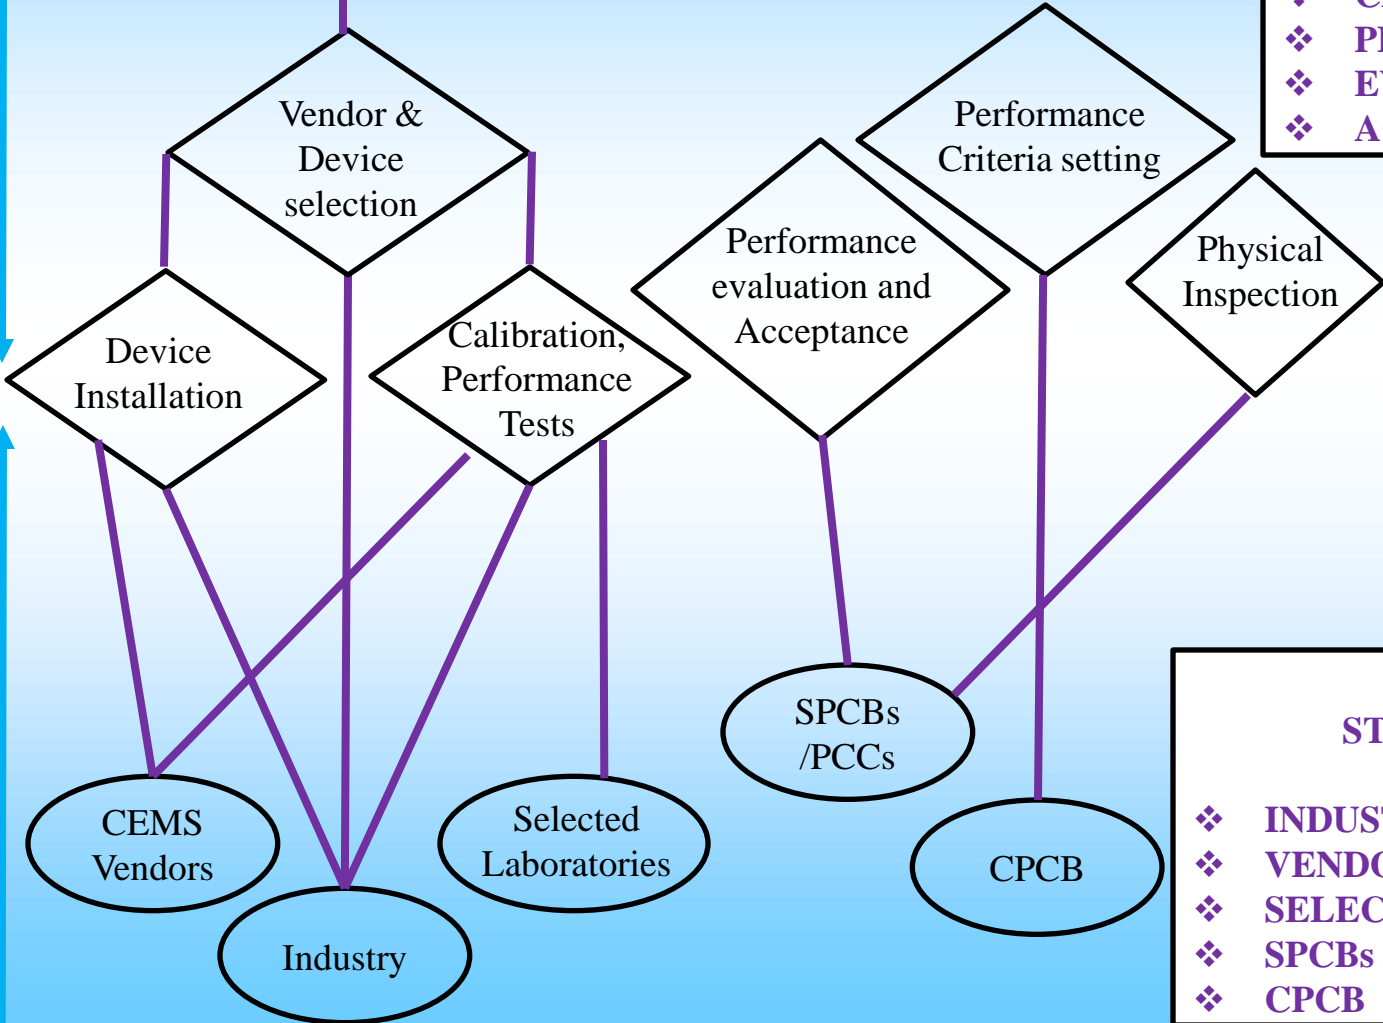 Vendor &
Device
selection
Performance
Criteria setting
Performance
evaluation and
Acceptance
Physical
Inspection
Device
Installation
Calibration,
Performance
Tests
SPCBs
/PCCs
CEMS
Vendors
Selected
Laboratories
CPCB
Industry
SPCBs
CPCB